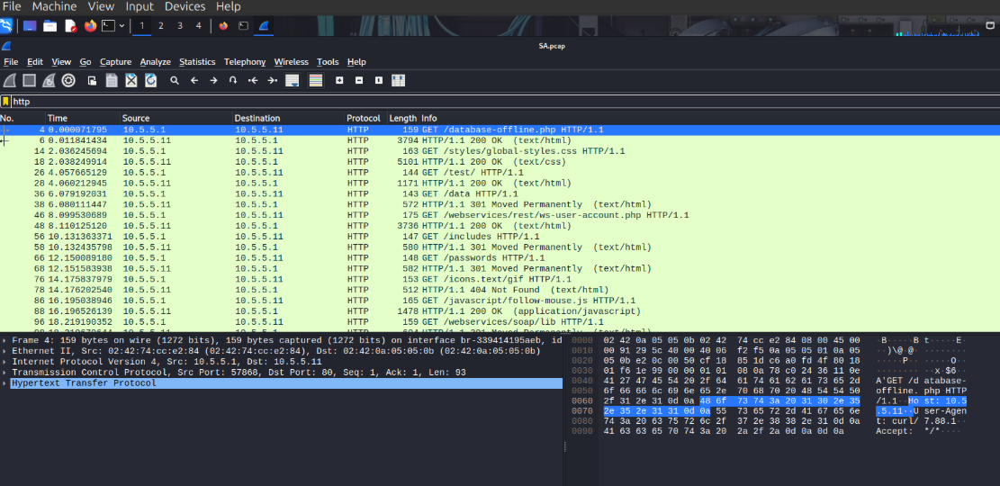 File Machine View Input Devices Help
1 2 3 4
SA.pcap
File Edit View Go Capture Analyze Statistics Telephony Wireless Tools Help
http
No. Time Source Destination Protocol Length Info
4 0.000071795 10.5.5.1 10.5.5.11 HTTP 159 GET /database-offline.php HTTP/1.1
6 0.011841434 10.5.5.11 10.5.5.1 HTTP 3794 HTTP/1.1 200 OK (text/html)
14 2.036245694 10.5.5.1 10.5.5.11 HTTP 163 GET /styles/global-styles.css HTTP/1.1
18 2.038249914 10.5.5.11 10.5.5.1 HTTP 5101 HTTP/1.1 200 OK (text/css)
26 4.057665129 10.5.5.1 10.5.5.11 HTTP 144 GET /test/ HTTP/1.1
28 4.060212945 10.5.5.11 10.5.5.1 HTTP 1171 HTTP/1.1 200 OK (text/html)
36 6.079192031 10.5.5.1 10.5.5.11 HTTP 143 GET /data HTTP/1.1
38 6.080111447 10.5.5.11 10.5.5.1 HTTP 572 HTTP/1.1 301 Moved Permanently (text/html)
46 8.099530689 10.5.5.1 10.5.5.11 HTTP 175 GET /webservices/rest/ws-user-account.php HTTP/1.1
48 8.110125120 10.5.5.11 10.5.5.1 HTTP 3736 HTTP/1.1 200 OK (text/html)
56 10.131363371 10.5.5.1 10.5.5.11 HTTP 147 GET /includes HTTP/1.1
58 10.132435798 10.5.5.11 10.5.5.1 HTTP 580 HTTP/1.1 301 Moved Permanently (text/html)
66 12.150089180 10.5.5.1 10.5.5.11 HTTP 148 GET /passwords HTTP/1.1
68 12.151583938 10.5.5.11 10.5.5.1 HTTP 582 HTTP/1.1 301 Moved Permanently (text/html)
76 14.175837979 10.5.5.1 10.5.5.11 HTTP 153 GET /icons.text/gif HTTP/1.1
78 14.176202540 10.5.5.11 10.5.5.1 HTTP 512 HTTP/1.1 404 Not Found (text/html)
86 16.195038946 10.5.5.1 10.5.5.11 HTTP 165 GET /javascript/follow-mouse.js HTTP/1.1
88 16.196526139 10.5.5.11 10.5.5.1 HTTP 1478 HTTP/1.1 200 OK (application/javascript)
96 18.219190352 10.5.5.1 10.5.5.11 HTTP 159 GET /webservices/soap/lib HTTP/1.1
Frame 4: 159 bytes on wire (1272 bits), 159 bytes captured (1272 bits) on interface br-339414195aeb, id
Ethernet II, Src: 02:42:74:cc:e2:84 (02:42:74:cc:e2:84), Dst: 02:42:0a:05:05:0b (02:42:0a:05:05:0b)
Internet Protocol Version 4, Src: 10.5.5.1, Dst: 10.5.5.11
Transmission Control Protocol, Src Port: 57868, Dst Port: 80, Seq: 1, Ack: 1, Len: 93
Hypertext Transfer Protocol
0000 02 42 0a 05 05 0b 02 42 74 cc e2 84 08 00 45 00 ·B·····B t·····E·
0010 00 91 29 5c 40 00 40 06 f2 f5 0a 05 05 01 0a 05 ··)\@·@· ········
0020 05 0b e2 0c 00 50 cf 18 85 1d c6 a0 fd 4f 80 18 ·····P·· ·····O··
0030 01 f6 1e 99 00 00 01 01 08 0a 78 c0 24 36 11 0e ········ ··x·$6··
0040 41 27 47 45 54 20 2f 64 61 74 61 62 61 73 65 2d A'GET /d atabase-
0050 6f 66 66 6c 69 6e 65 2e 70 68 70 20 48 54 54 50 offline. php HTTP
0060 2f 31 2e 31 0d 0a 48 6f 73 74 3a 20 31 30 2e 35 /1.1··Ho st: 10.5
0070 2e 35 2e 31 31 0d 0a 55 73 65 72 2d 41 67 65 6e .5.11··U ser-Agen
0080 74 3a 20 63 75 72 6c 2f 37 2e 38 38 2e 31 0d 0a t: curl/ 7.88.1··
0090 41 63 63 65 70 74 3a 20 2a 2f 2a 0d 0a 0d 0a Accept: */*····